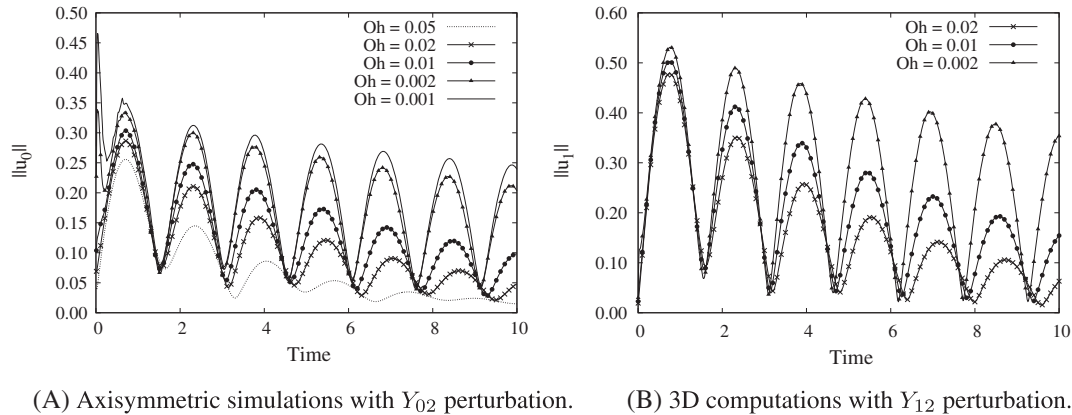 0.50
0.45
0.40
0.35
0.30
0.25
0.20
0.15
0.10
0.05
0.00
||u0||
0 2 4 6 8 10
Time
Oh = 0.05
Oh = 0.02
Oh = 0.01
Oh = 0.002
Oh = 0.001
(A) Axisymmetric simulations with Y02 perturbation.
0.60
0.50
0.40
0.30
0.20
0.10
0.00
||u1||
0 2 4 6 8 10
Time
Oh = 0.02
Oh = 0.01
Oh = 0.002
(B) 3D computations with Y12 perturbation.